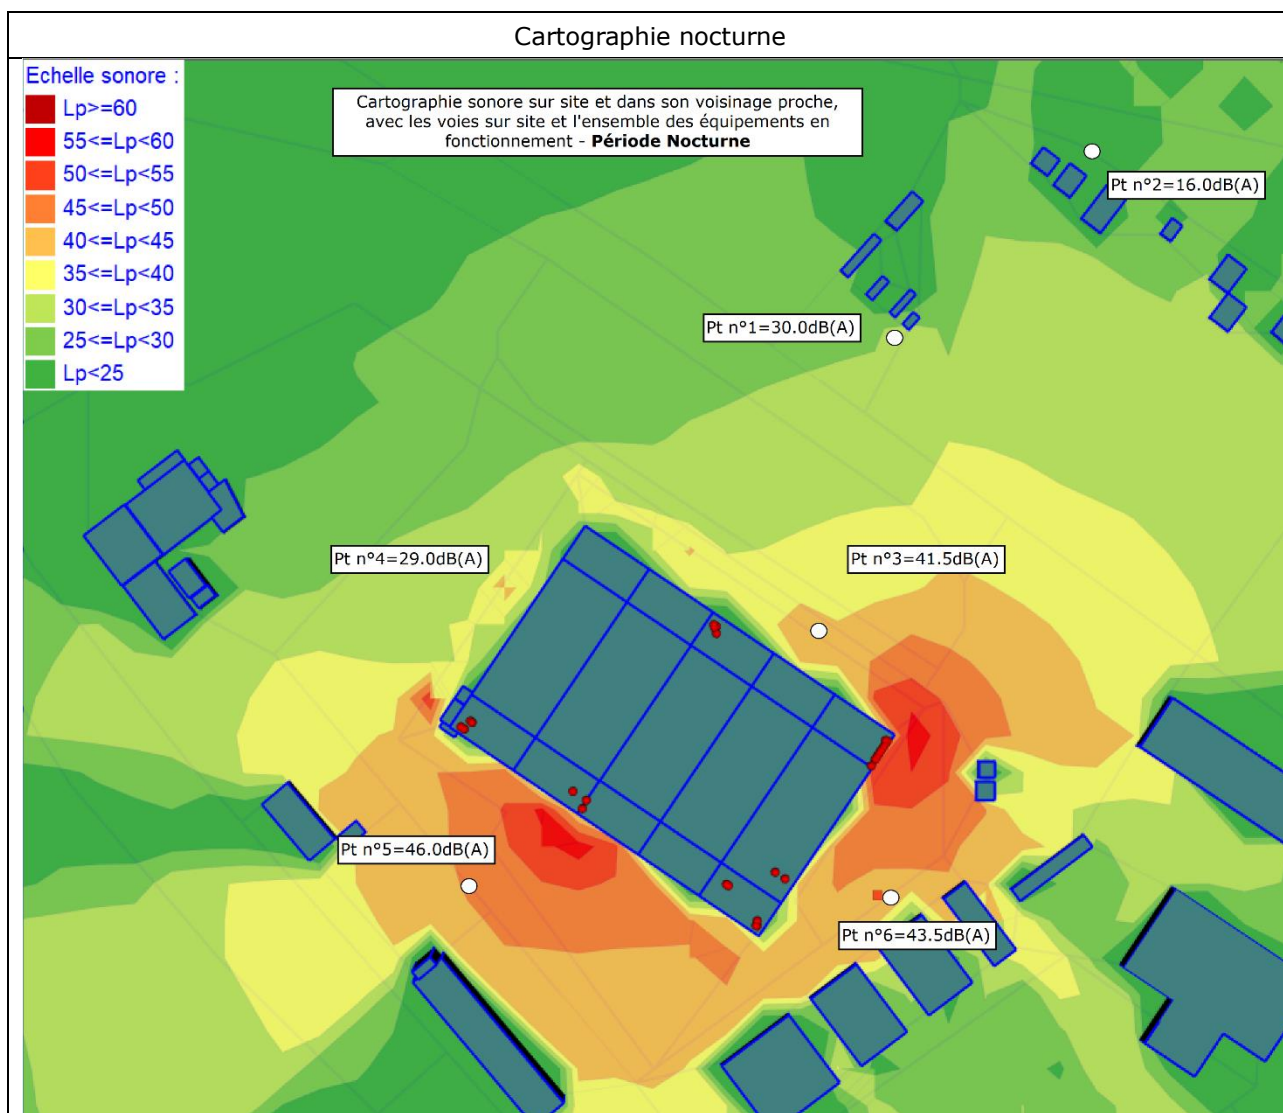 Cartographie nocturne
Echelle sonore :
Lp>=60
55<=Lp<60
50<=Lp<55
45<=Lp<50
40<=Lp<45
35<=Lp<40
30<=Lp<35
25<=Lp<30
Lp<25
Cartographie sonore sur site et dans son voisinage proche,
avec les voies sur site et l'ensemble des équipements en
fonctionnement - Période Nocturne
Pt n°2=16.0dB(A)
Pt n°1=30.0dB(A)
Pt n°4=29.0dB(A)
Pt n°3=41.5dB(A)
Pt n°5=46.0dB(A)
Pt n°6=43.5dB(A)